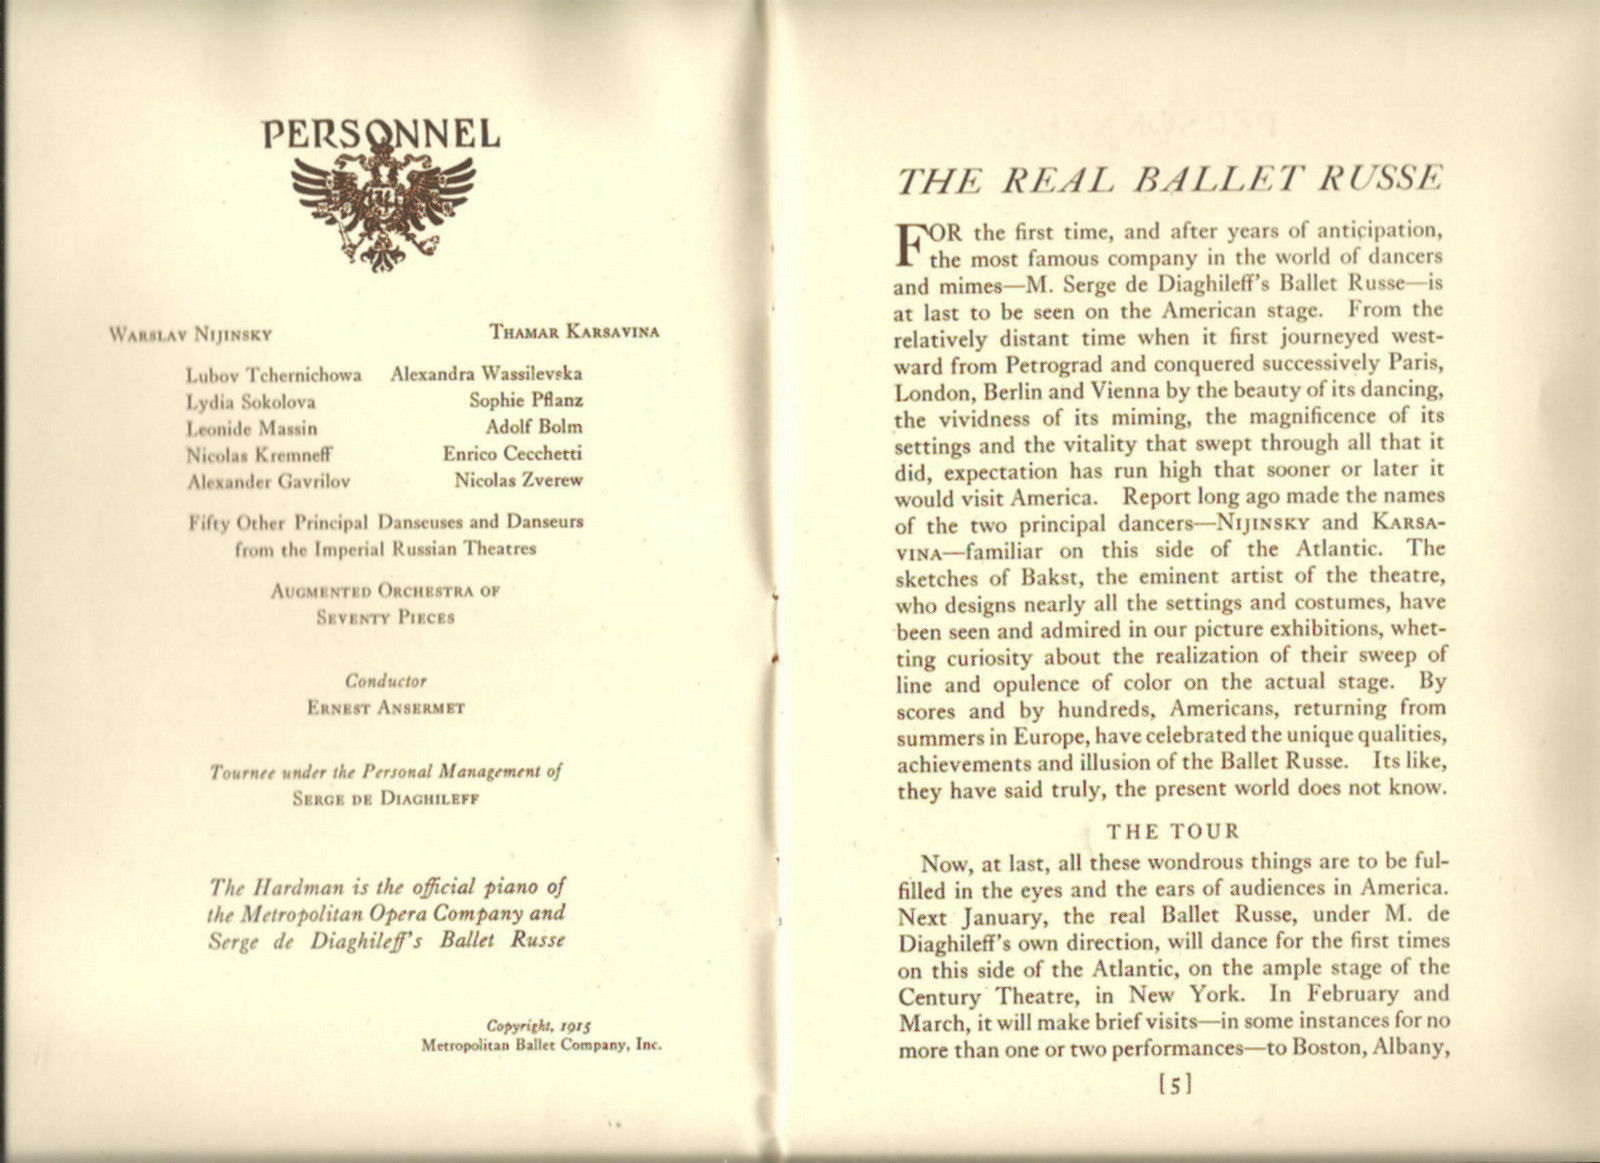 PERSONNEL
WARSLAV NIJINSKY THAMAR KARSAVINA
Lubov Tchernichowa Alexandra Wassilevska
Lydia Sokolova Sophie Pflanz
Leonide Massin Adolf Bolm
Nicolas Kremneff Enrico Cecchetti
Alexander Gavrilov Nicolas Zverew
Fifty Other Principal Danseuses and Danseurs
from the Imperial Russian Theatres
AUGMENTED ORCHESTRA OF
SEVENTY PIECES
Conductor
ERNEST ANSERMET
Tournee under the Personal Management of
SERGE DE DIAGHILEFF
The Hardman is the official piano of
the Metropolitan Opera Company and
Serge de Diaghileff's Ballet Russe
Copyright, 1915
Metropolitan Ballet Company, Inc.
THE REAL BALLET RUSSE
FOR the first time, and after years of anticipation,
the most famous company in the world of dancers
and mimes—M. Serge de Diaghileff's Ballet Russe—is
at last to be seen on the American stage. From the
relatively distant time when it first journeyed west-
ward from Petrograd and conquered successively Paris,
London, Berlin and Vienna by the beauty of its dancing,
the vividness of its miming, the magnificence of its
settings and the vitality that swept through all that it
did, expectation has run high that sooner or later it
would visit America. Report long ago made the names
of the two principal dancers—NIJINSKY and KARSA-
VINA—familiar on this side of the Atlantic. The
sketches of Bakst, the eminent artist of the theatre,
who designs nearly all the settings and costumes, have
been seen and admired in our picture exhibitions, whet-
ting curiosity about the realization of their sweep of
line and opulence of color on the actual stage. By
scores and by hundreds, Americans, returning from
summers in Europe, have celebrated the unique qualities,
achievements and illusion of the Ballet Russe. Its like,
they have said truly, the present world does not know.
THE TOUR
Now, at last, all these wondrous things are to be ful-
filled in the eyes and the ears of audiences in America.
Next January, the real Ballet Russe, under M. de
Diaghileff's own direction, will dance for the first times
on this side of the Atlantic, on the ample stage of the
Century Theatre, in New York. In February and
March, it will make brief visits—in some instances for no
more than one or two performances—to Boston, Albany,
[5]